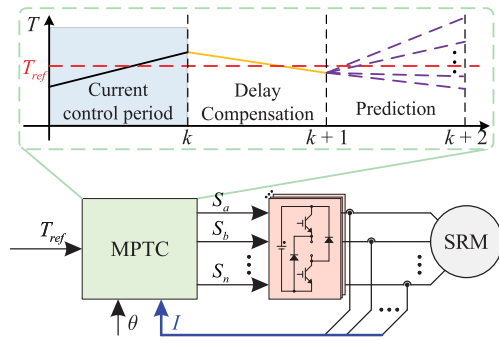 T
T_ref
Current control period
Delay Compensation
Prediction
k
k + 1
k + 2
T_ref
MPTC
S_a
S_b
S_n
SRM
θ
I